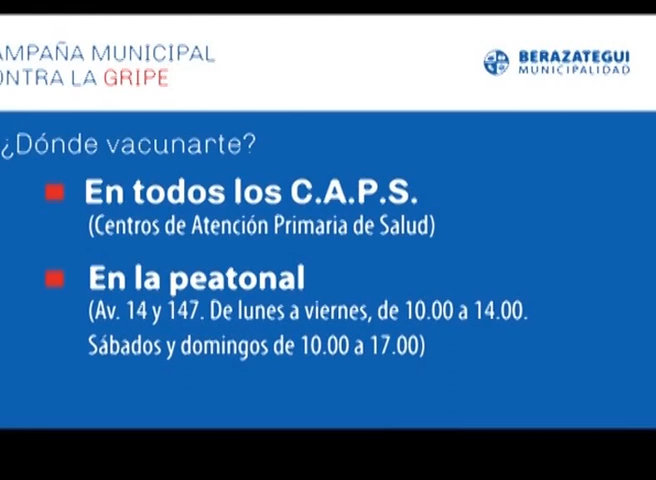 AMPAÑA MUNICIPAL
ONTRA LA GRIPE
BERAZATEGUI
MUNICIPALIDAD
¿Dónde vacunarte?
En todos los C.A.P.S.
(Centros de Atención Primaria de Salud)
En la peatonal
(Av. 14 y 147. De lunes a viernes, de 10.00 a 14.00.
Sábados y domingos de 10.00 a 17.00)